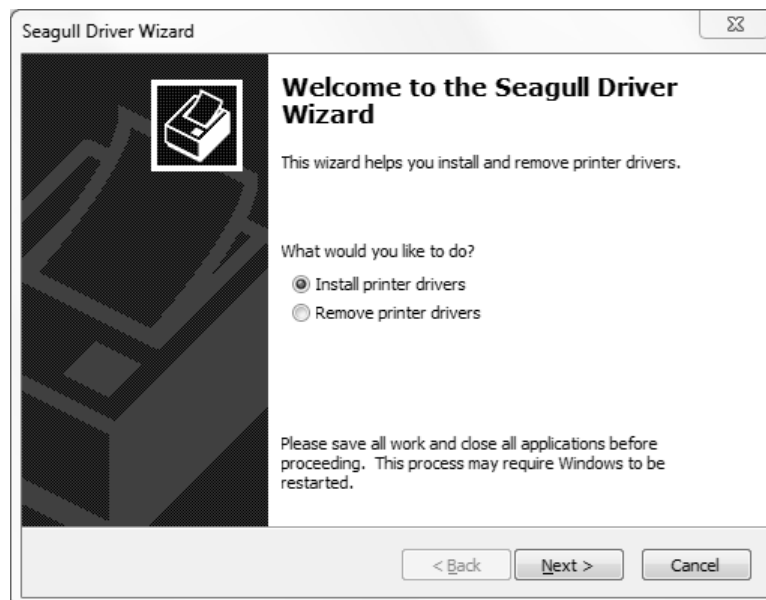 Seagull Driver Wizard
Welcome to the Seagull Driver
Wizard
This wizard helps you install and remove printer drivers.
What would you like to do?
Install printer drivers
Remove printer drivers
Please save all work and close all applications before
proceeding.  This process may require Windows to be
restarted.
< Back Next > Cancel